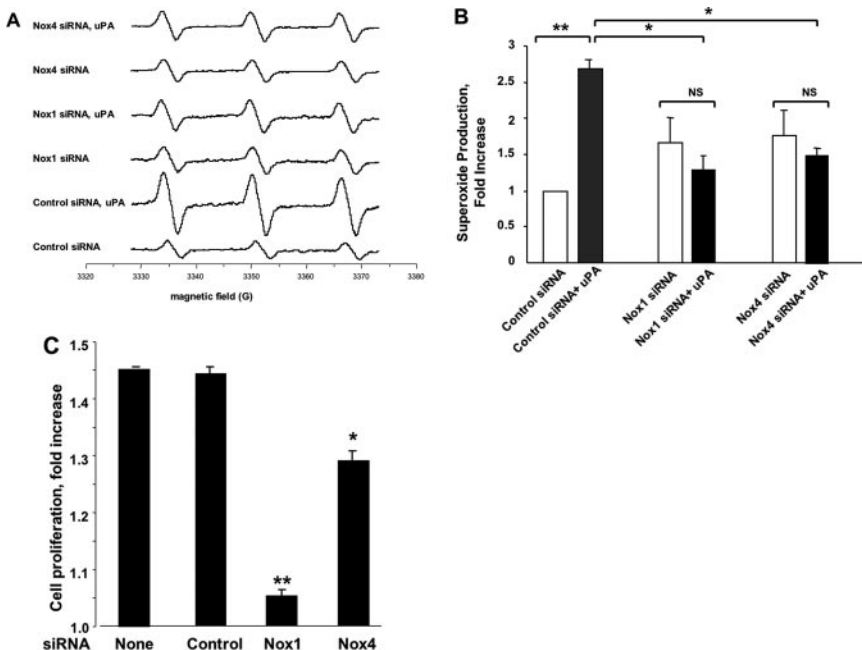 A
Nox4 siRNA, uPA
Nox4 siRNA
Nox1 siRNA, uPA
Nox1 siRNA
Control siRNA, uPA
Control siRNA
3320 3330 3340 3350 3360 3370 3380
magnetic field (G)
B
Superoxide Production,
Fold Increase
3
2.5
2
1.5
1
0.5
0
** * *
NS NS
Control siRNA
Control siRNA+ uPA
Nox1 siRNA
Nox1 siRNA+ uPA
Nox4 siRNA
Nox4 siRNA+ uPA
C
Cell proliferation, fold increase
1.5
1.4
1.3
1.2
1.1
1.0
**
*
siRNA None Control Nox1 Nox4